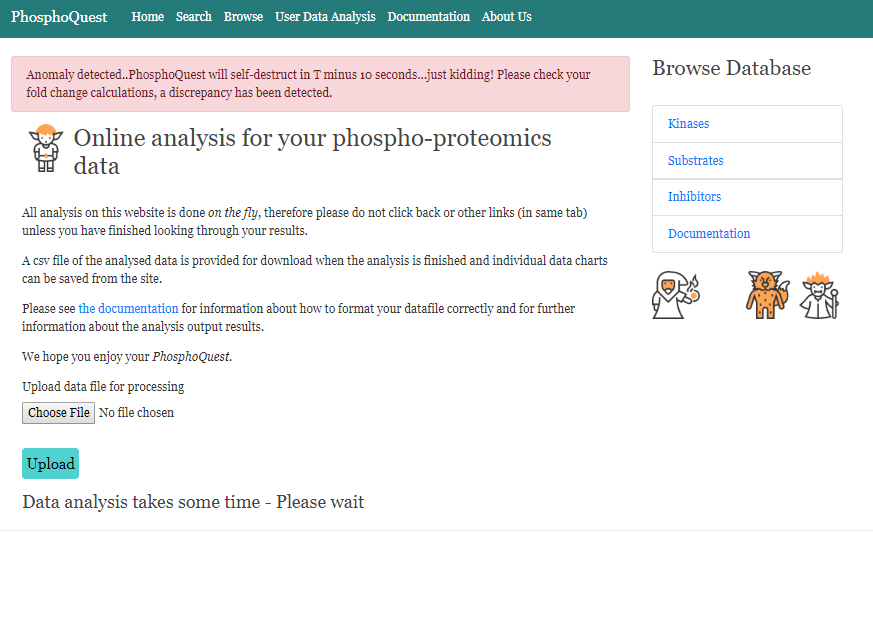 PhosphoQuest Home Search Browse User Data Analysis Documentation About Us
Anomaly detected..PhosphoQuest will self-destruct in T minus 10 seconds...just kidding! Please check your
fold change calculations, a discrepancy has been detected.
Online analysis for your phospho-proteomics
data
All analysis on this website is done on the fly, therefore please do not click back or other links (in same tab)
unless you have finished looking through your results.
A csv file of the analysed data is provided for download when the analysis is finished and individual data charts
can be saved from the site.
Please see the documentation for information about how to format your datafile correctly and for further
information about the analysis output results.
We hope you enjoy your PhosphoQuest.
Upload data file for processing
Choose File No file chosen
Upload
Data analysis takes some time - Please wait
Browse Database
Kinases
Substrates
Inhibitors
Documentation